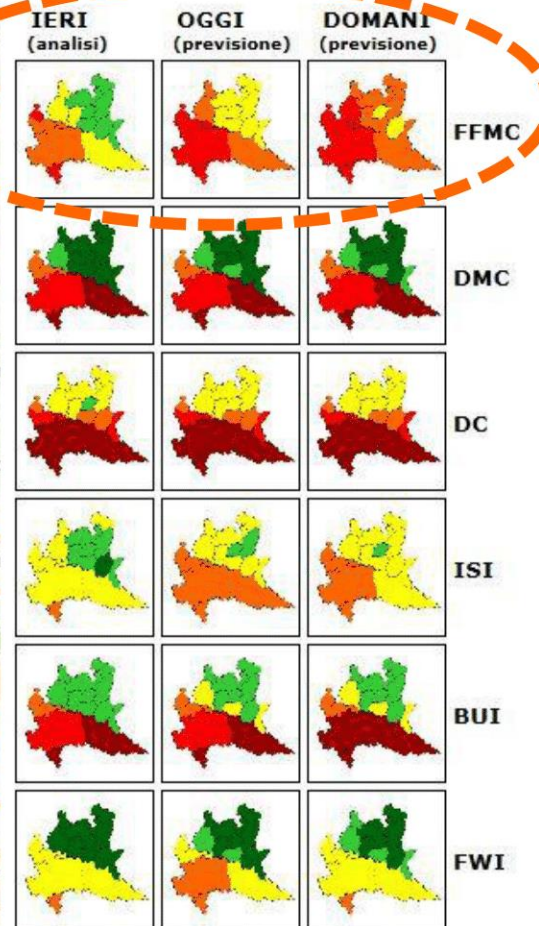 IERI OGGI DOMANI
(analisi) (previsione) (previsione)
FFMC
DMC
DC
ISI
BUI
FWI